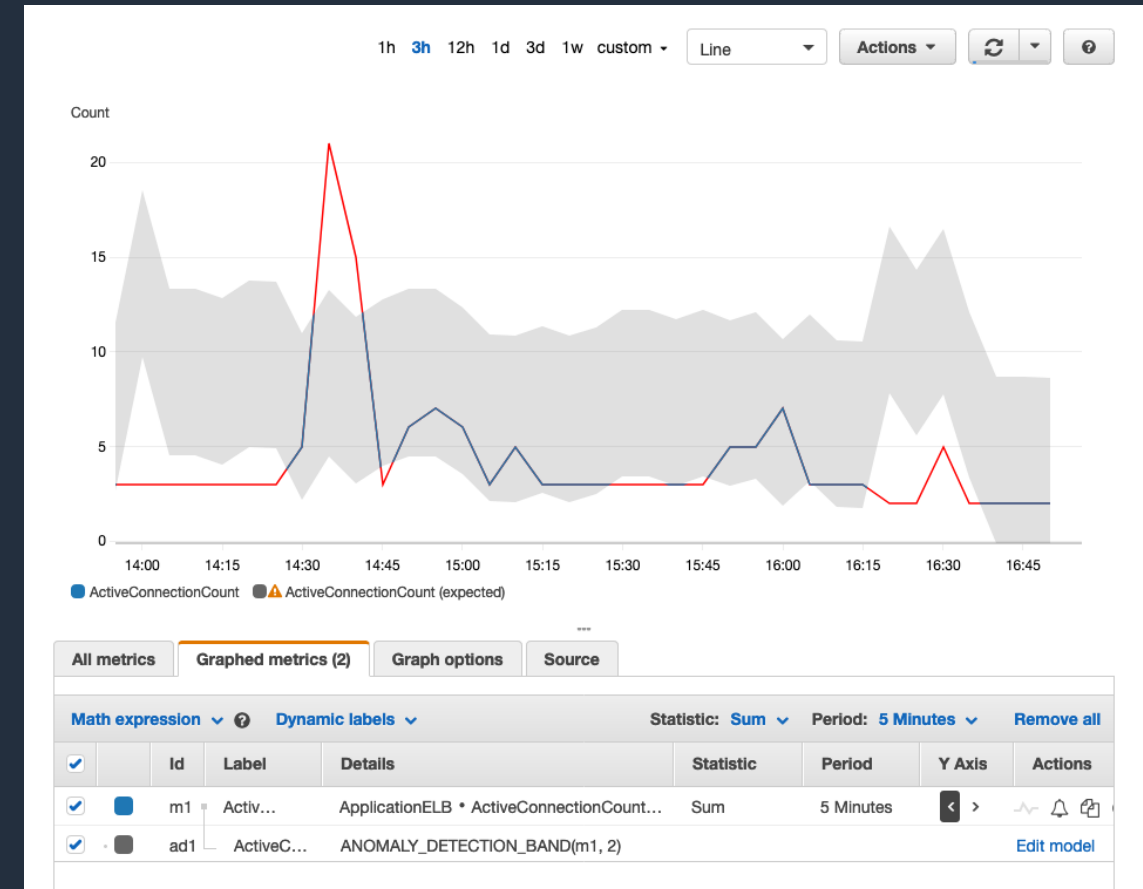 1h 3h 12h 1d 3d 1w custom Line Actions
Count
20
15
10
5
0
14:00 14:15 14:30 14:45 15:00 15:15 15:30 15:45 16:00 16:15 16:30 16:45
ActiveConnectionCount ActiveConnectionCount (expected)
All metrics Graphed metrics (2) Graph options Source
Math expression Dynamic labels Statistic: Sum Period: 5 Minutes Remove all
Id Label Details Statistic Period Y Axis Actions
m1 Activ... ApplicationELB • ActiveConnectionCount... Sum 5 Minutes < >
ad1 ActiveC... ANOMALY_DETECTION_BAND(m1, 2) Edit model